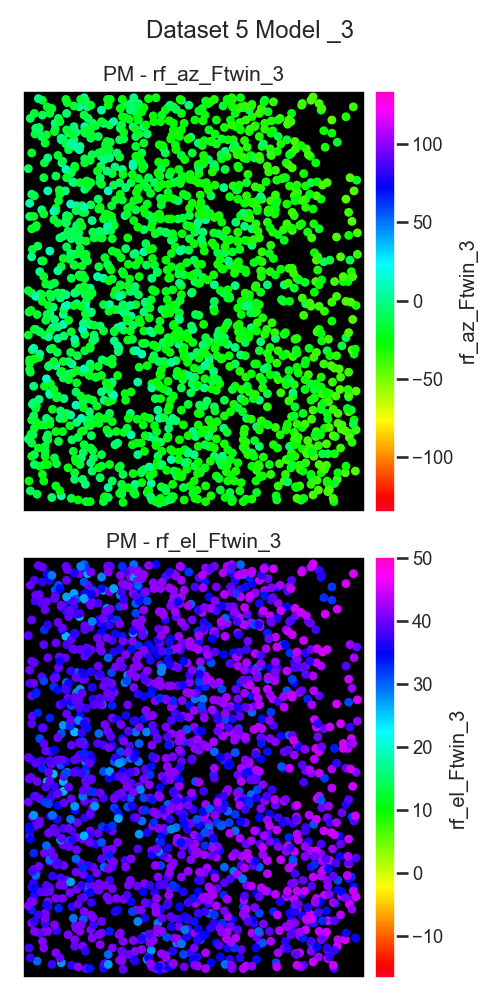 Dataset 5 Model _3
PM - rf_az_Ftwin_3
100
50
0
−50
−100
rf_az_Ftwin_3
PM - rf_el_Ftwin_3
50
40
30
20
10
0
−10
rf_el_Ftwin_3